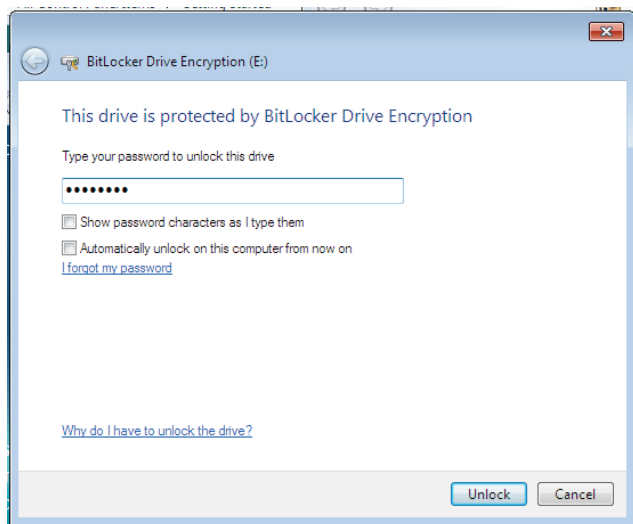 BitLocker Drive Encryption (E:)
This drive is protected by BitLocker Drive Encryption
Type your password to unlock this drive
••••••••
Show password characters as I type them
Automatically unlock on this computer from now on
I forgot my password
Why do I have to unlock the drive?
Unlock Cancel